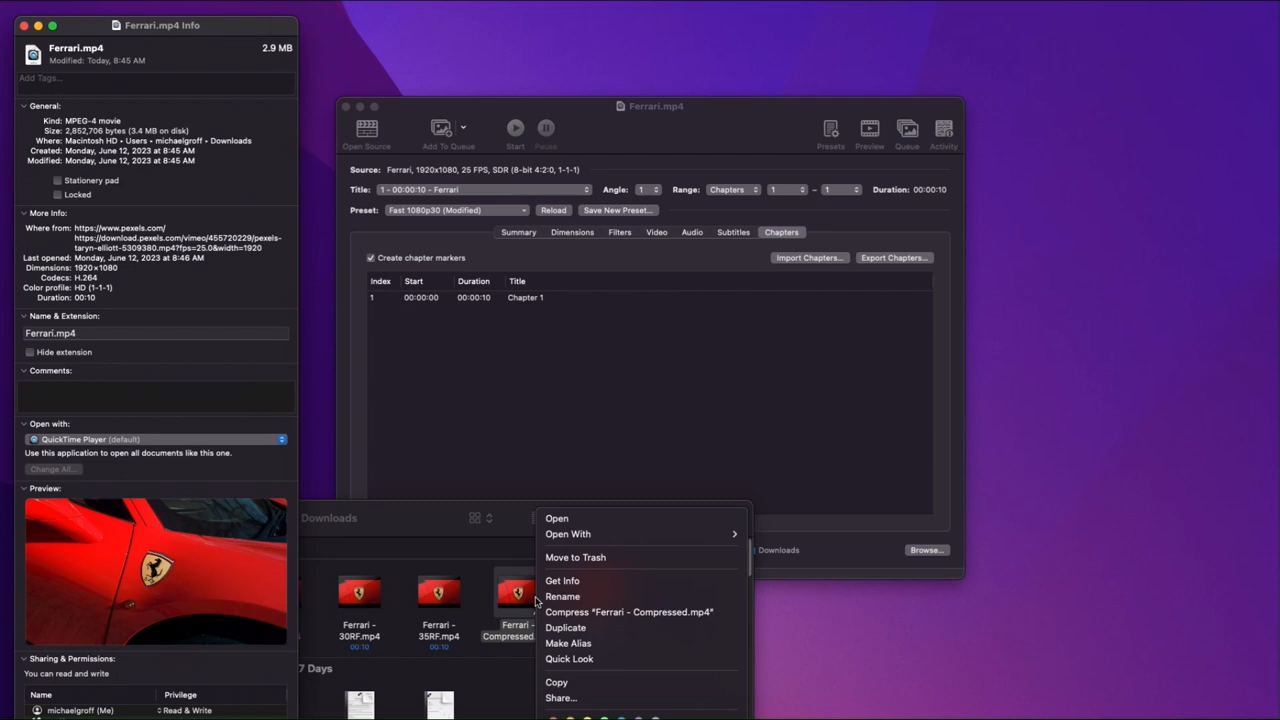 Ferrari.mp4 Info
Ferrari.mp4 2.9 MB
Modified: Today, 8:45 AM
Add Tags...
General:
Kind: MPEG-4 movie
Size: 2,852,706 bytes (3.4 MB on disk)
Where: Macintosh HD • Users • michaelgroff • Downloads
Created: Monday, June 12, 2023 at 8:45 AM
Modified: Monday, June 12, 2023 at 8:45 AM
Stationery pad
Locked
More Info:
Where from: https://www.pexels.com/
https://download.pexels.com/vimeo/455720229/pexels-
taryn-elliott-5309380.mp4?fps=25.0&width=1920
Last opened: Monday, June 12, 2023 at 8:46 AM
Dimensions: 1920×1080
Codecs: H.264
Color profile: HD (1-1-1)
Duration: 00:10
Name & Extension:
Ferrari.mp4
Hide extension
Comments:
Open with:
QuickTime Player (default)
Use this application to open all documents like this one.
Change All...
Preview:
Sharing & Permissions:
You can read and write
Name Privilege
michaelgroff (Me) Read & Write
Ferrari.mp4
Open Source Add To Queue Start Pause Presets Preview Queue Activity
Source: Ferrari, 1920x1080, 25 FPS, SDR (8-bit 4:2:0, 1-1-1)
Title: 1 - 00:00:10 - Ferrari Angle: 1 Range: Chapters 1 – 1 Duration: 00:00:10
Preset: Fast 1080p30 (Modified) Reload Save New Preset...
Summary Dimensions Filters Video Audio Subtitles Chapters
Create chapter markers Import Chapters... Export Chapters...
Index Start Duration Title
1 00:00:00 00:00:10 Chapter 1
Downloads Browse...
Downloads
Ferrari -
30RF.mp4
00:10
Ferrari -
35RF.mp4
00:10
Ferrari -
Compressed.
7 Days
Open
Open With
Move to Trash
Get Info
Rename
Compress "Ferrari - Compressed.mp4"
Duplicate
Make Alias
Quick Look
Copy
Share...